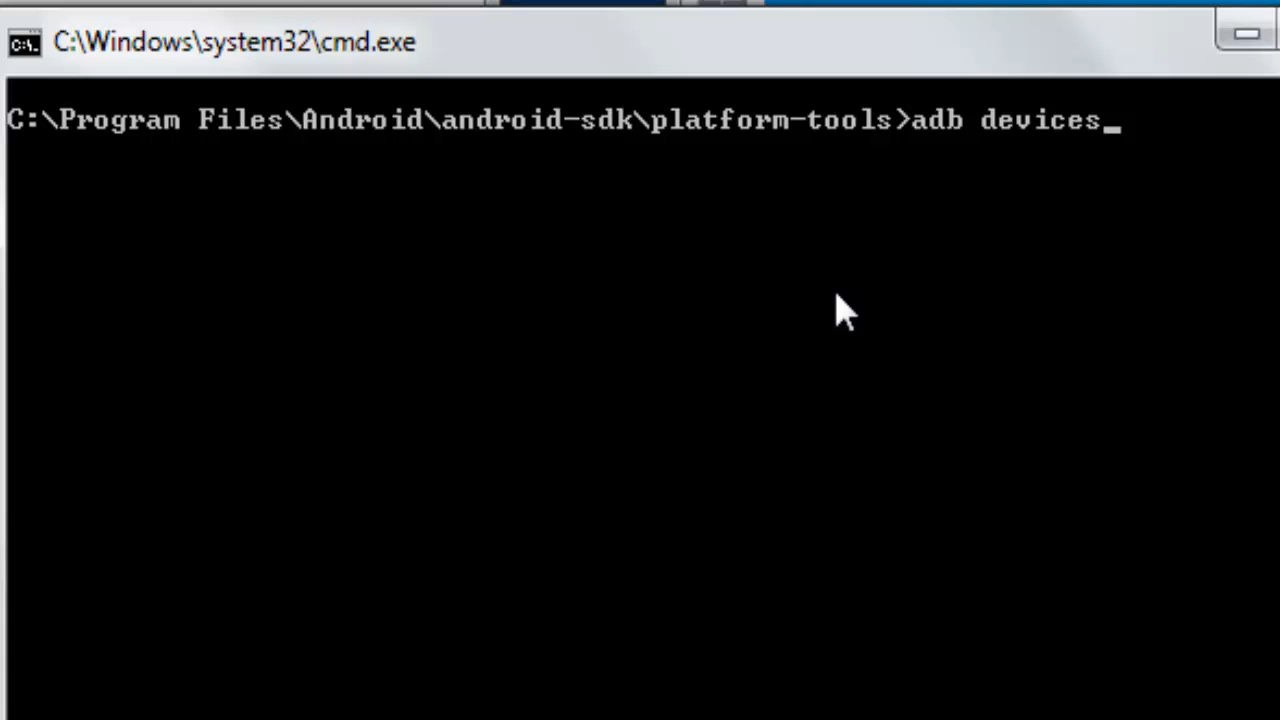 C:\Windows\system32\cmd.exe
C:\Program Files\Android\android-sdk\platform-tools>adb devices_